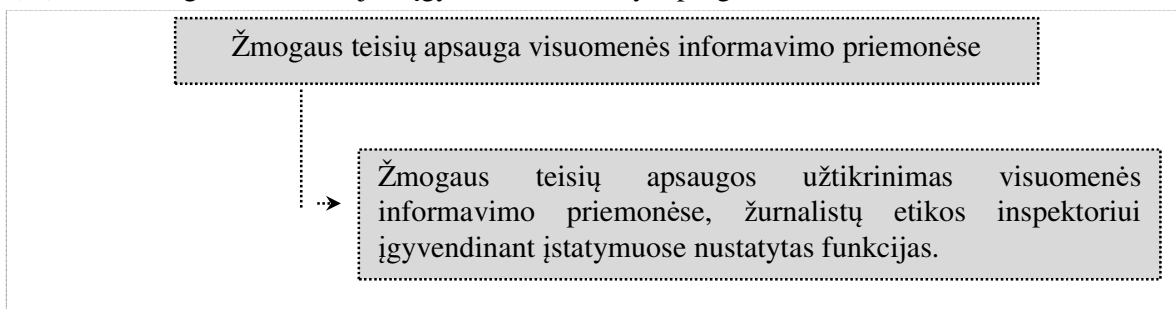 Žmogaus teisių apsauga visuomenės informavimo priemonėse
Žmogaus teisių apsaugos užtikrinimas visuomenės
informavimo priemonėse, žurnalistų etikos inspektoriui
įgyvendinant įstatymuose nustatytas funkcijas.